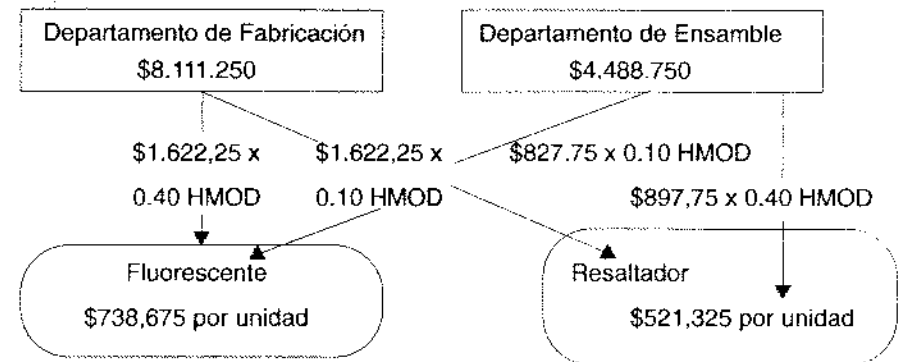 Departamento de Fabricación
$8.111.250
Departamento de Ensamble
$4.488.750
$1.622,25 x
0.40 HMOD
$1.622,25 x
0.10 HMOD
$827.75 x 0.10 HMOD
$897,75 x 0.40 HMOD
Fluorescente
$738,675 por unidad
Resaltador
$521,325 por unidad